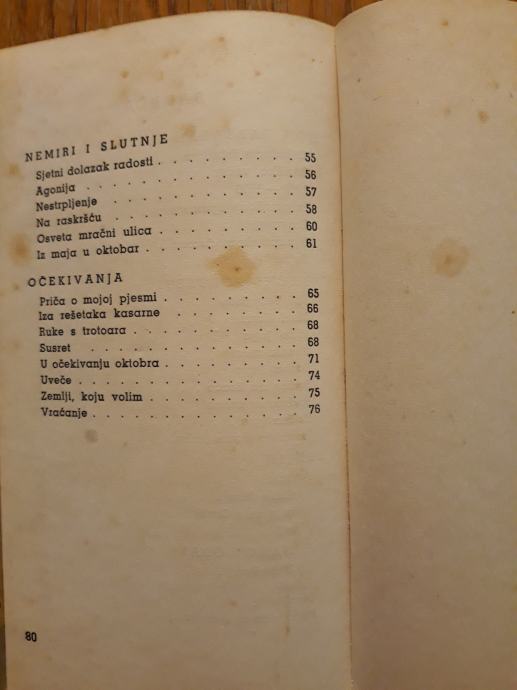 NEMIRI I SLUTNJE
Sjetni dolazak radosti . . . . . . . . . 55
Agonija . . . . . . . . . . . . . 56
Nestrpljenje . . . . . . . . . . . . 57
Na raskršću . . . . . . . . . . . . 58
Osveta mračni ulica . . . . . . . . . 60
Iz maja u oktobar . . . . . . . . . . 61
OČEKIVANJA
Priča o mojoj pjesmi . . . . . . . . . 65
Iza rešetaka kasarne . . . . . . . . 66
Ruke s trotoara . . . . . . . . . . . 68
Susret . . . . . . . . . . . . . 68
U očekivanju oktobra . . . . . . . . . 71
Uveče . . . . . . . . . . . . . . 74
Zemlji, koju volim . . . . . . . . . . 75
Vraćanje . . . . . . . . . . . . . 76
80